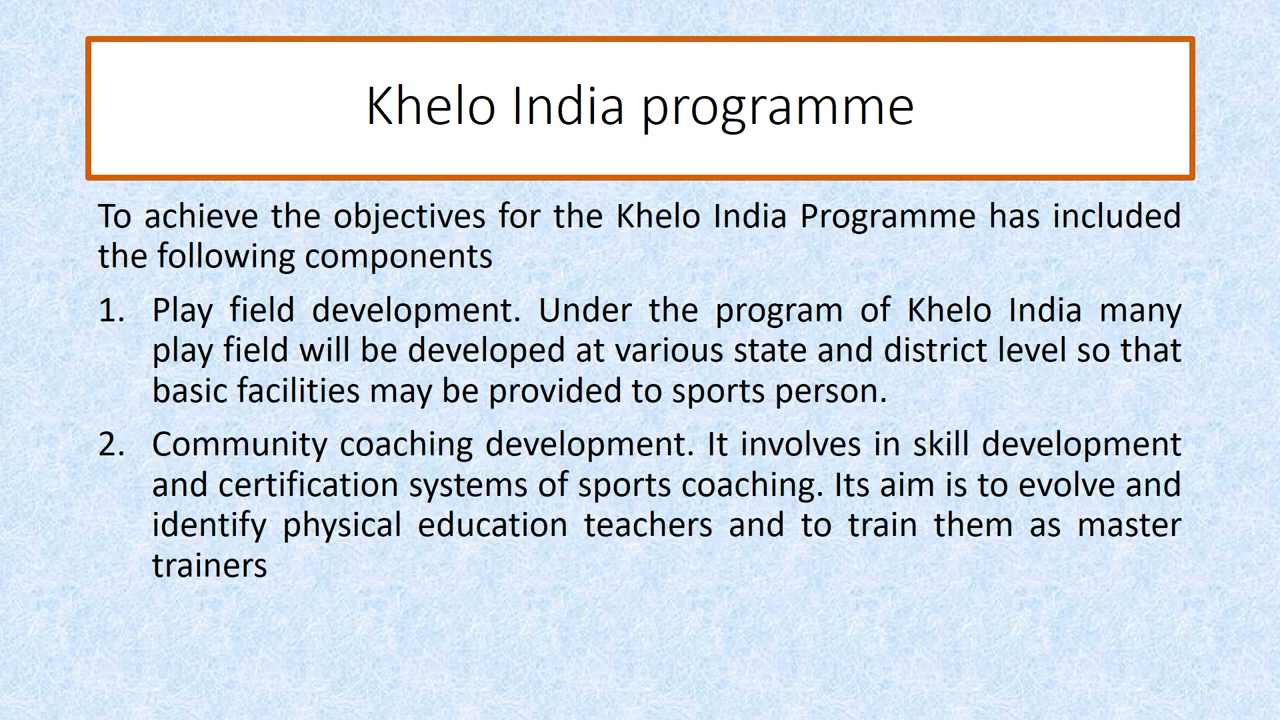 Khelo India programme
To achieve the objectives for the Khelo India Programme has included
the following components
1. Play field development. Under the program of Khelo India many
play field will be developed at various state and district level so that
basic facilities may be provided to sports person.
2. Community coaching development. It involves in skill development
and certification systems of sports coaching. Its aim is to evolve and
identify physical education teachers and to train them as master
trainers